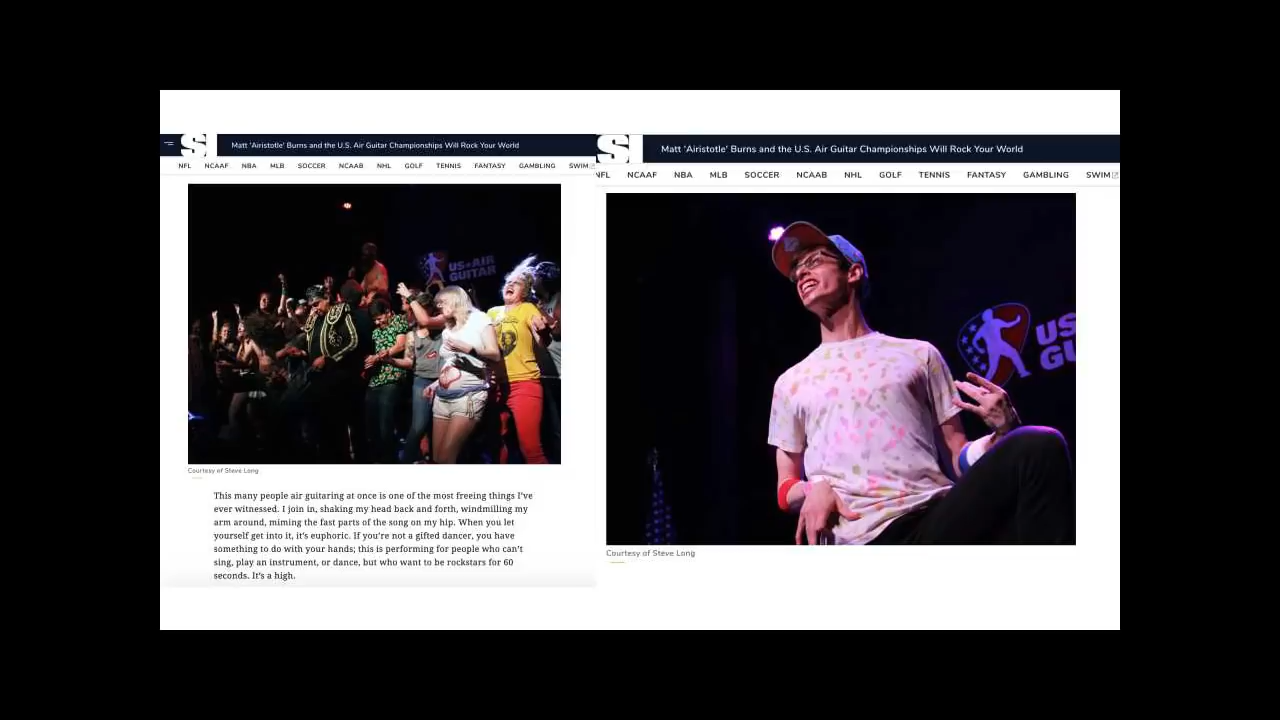 SI
Matt 'Airistotle' Burns and the U.S. Air Guitar Championships Will Rock Your World
NFL NCAAF NBA MLB SOCCER NCAAB NHL GOLF TENNIS FANTASY GAMBLING SWIM
US AIR
GUITAR
Courtesy of Steve Long
This many people air guitaring at once is one of the most freeing things I've
ever witnessed. I join in, shaking my head back and forth, windmilling my
arm around, miming the fast parts of the song on my hip. When you let
yourself get into it, it's euphoric. If you're not a gifted dancer, you have
something to do with your hands; this is performing for people who can't
sing, play an instrument, or dance, but who want to be rockstars for 60
seconds. It's a high.
SI
Matt 'Airistotle' Burns and the U.S. Air Guitar Championships Will Rock Your World
NFL NCAAF NBA MLB SOCCER NCAAB NHL GOLF TENNIS FANTASY GAMBLING SWIM
US
GU
Courtesy of Steve Long